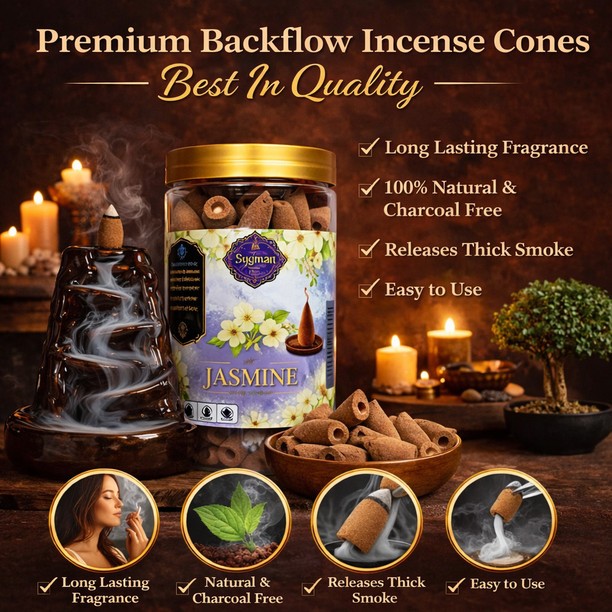 Premium Backflow Incense Cones
Best In Quality
Long Lasting Fragrance
100% Natural &
Charcoal Free
Releases Thick Smoke
Easy to Use
Sygman
JASMINE
Long Lasting
Fragrance
Natural &
Charcoal Free
Releases Thick
Smoke
Easy to Use